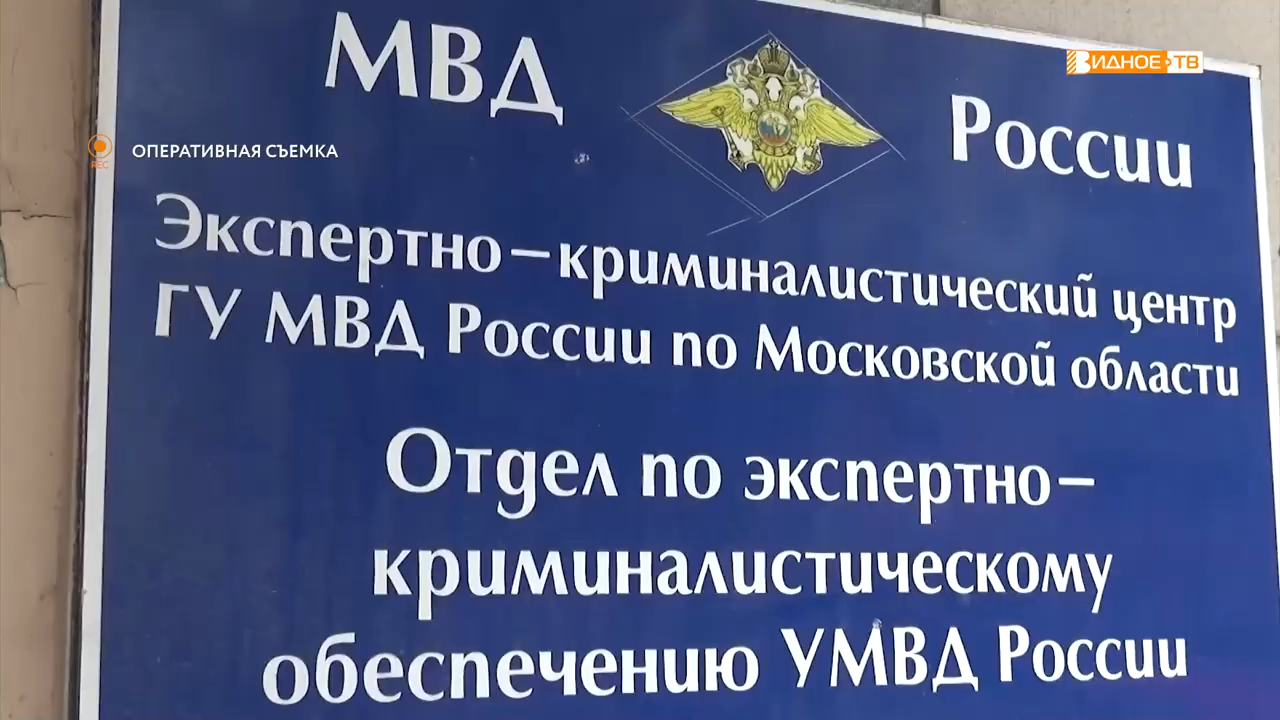 ВИДНОЕ ТВ
МВД России
REC ОПЕРАТИВНАЯ СЪЕМКА
Экспертно-криминалистический центр
ГУ МВД России по Московской области
Отдел по экспертно-
криминалистическому
обеспечению УМВД России